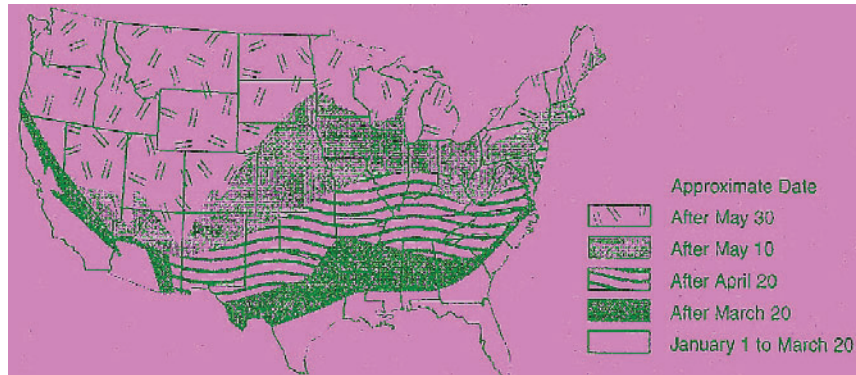 Approximate Date
After May 30
After May 10
After April 20
After March 20
January 1 to March 20